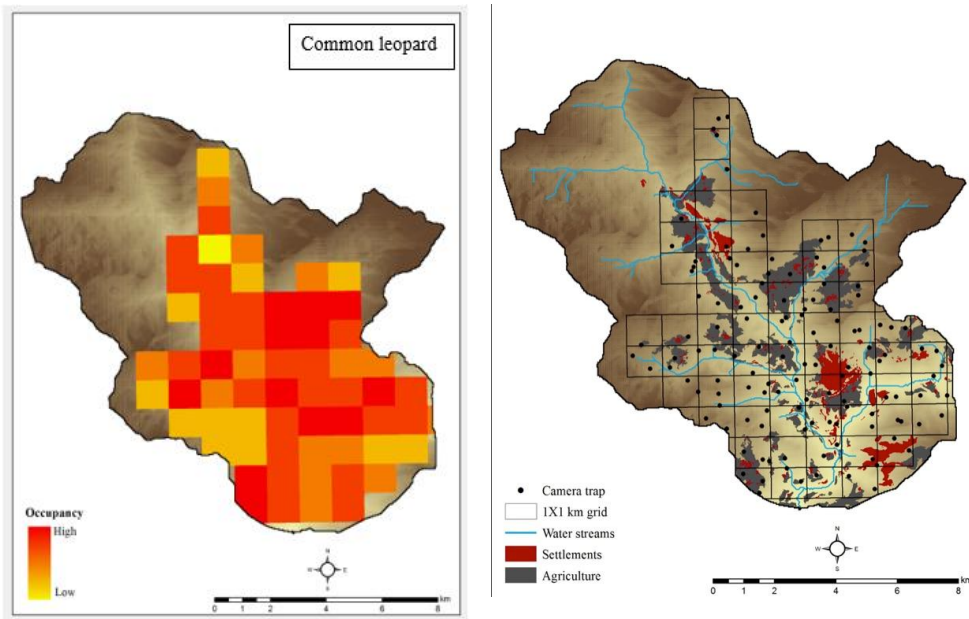 Common leopard
Occupancy
High
Low
N
W E
S
km
0 1 2 4 6 8
Camera trap
1X1 km grid
Water streams
Settlements
Agriculture
N
W E
S
km
0 1 2 4 6 8